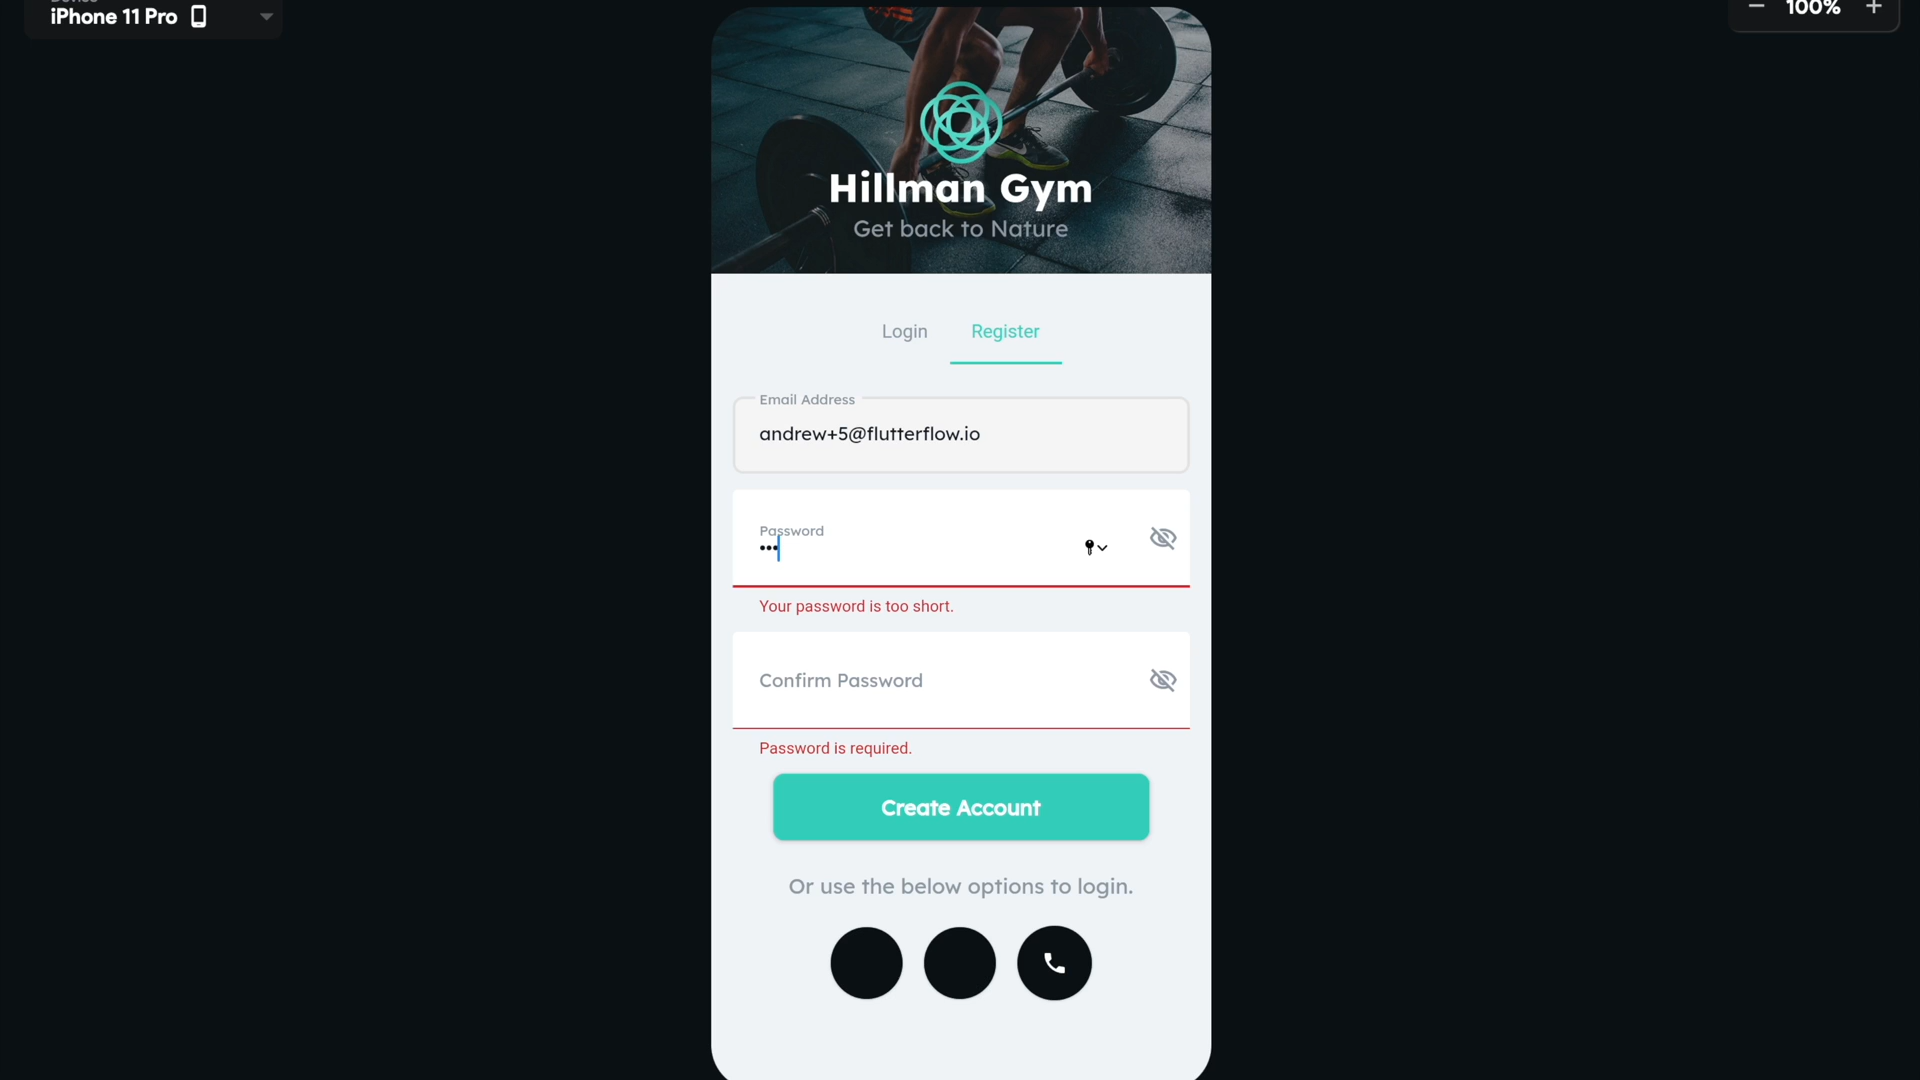 iPhone 11 Pro
100%
Hillman Gym
Get back to Nature
Login
Register
Email Address
andrew+5@flutterflow.io
Password
•••
Your password is too short.
Confirm Password
Password is required.
Create Account
Or use the below options to login.